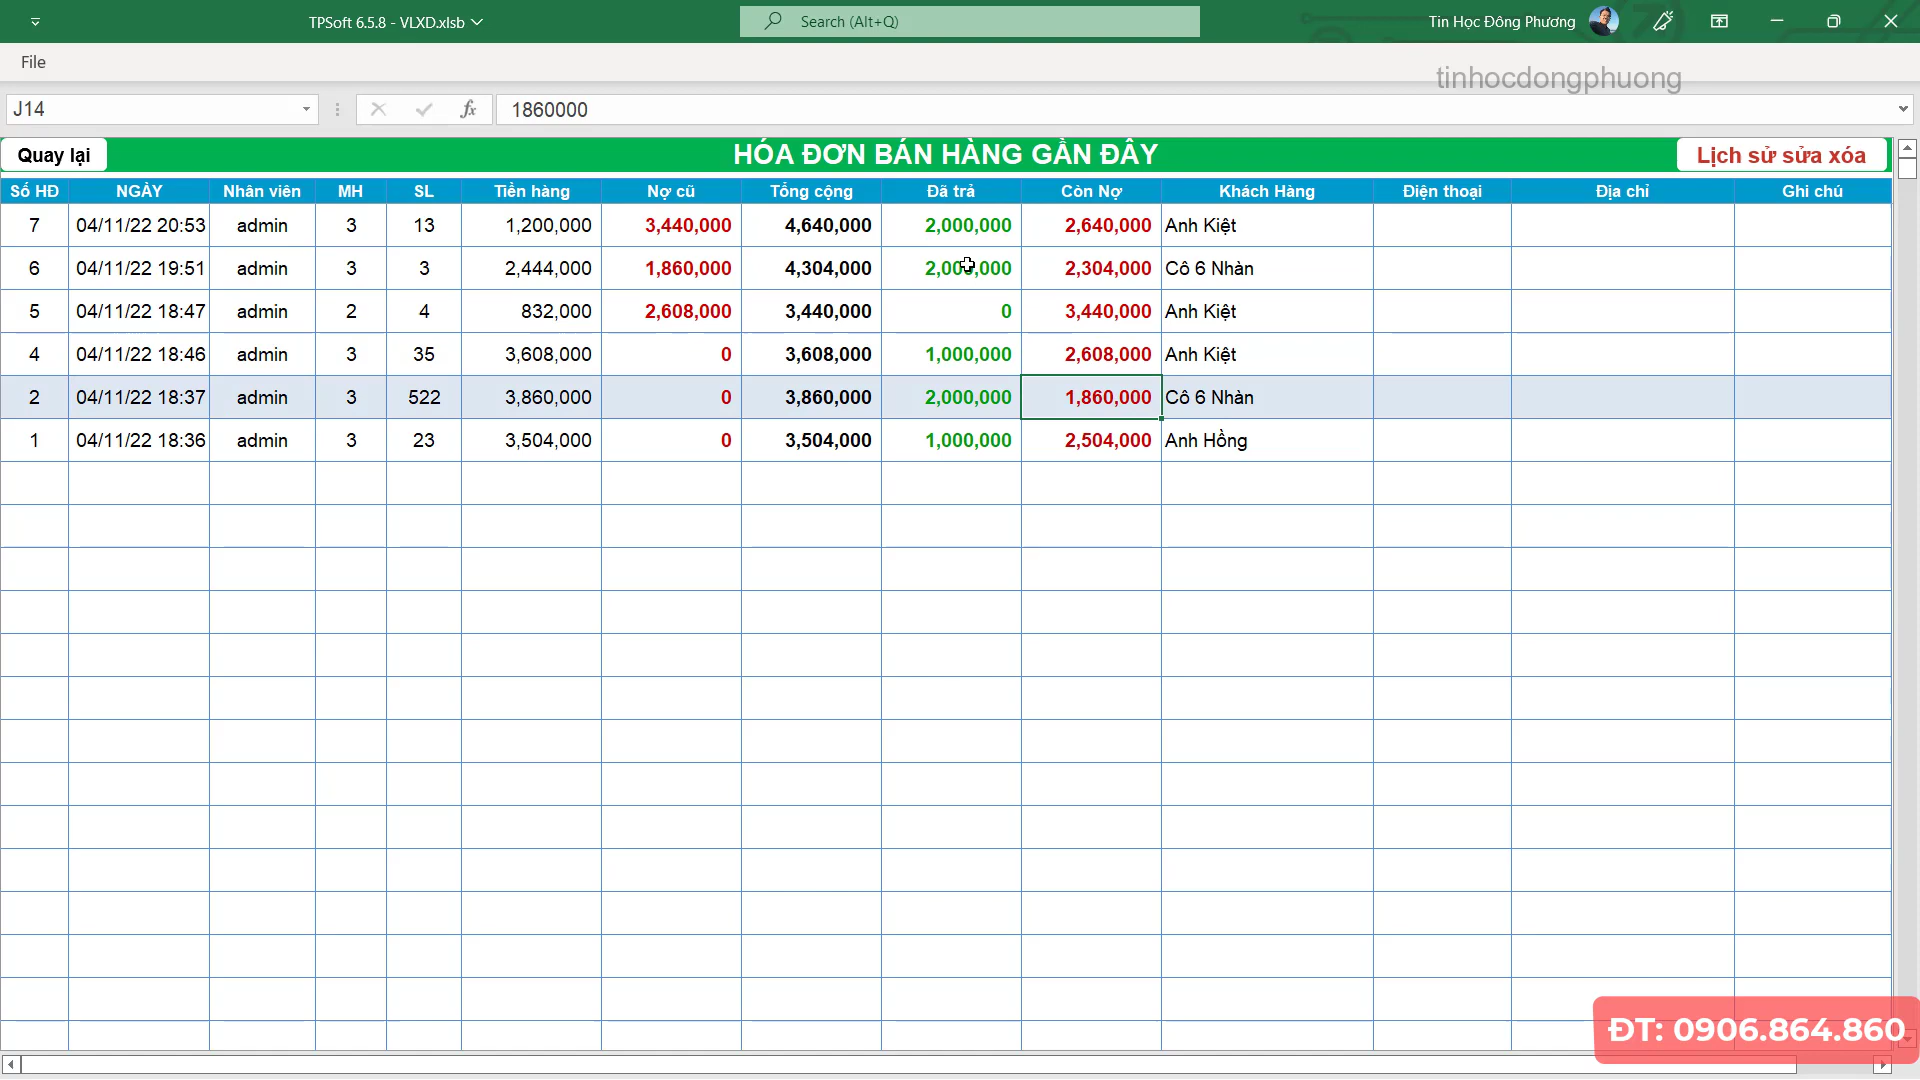 TPSoft 6.5.8 - VLXD.xlsb
Search (Alt+Q)
Tin Học Đông Phương
File
tinhocdongphuong
J14
fx
1860000
Quay lại
HÓA ĐƠN BÁN HÀNG GẦN ĐÂY
Lịch sử sửa xóa
Số HĐ NGÀY Nhân viên MH SL Tiền hàng Nợ cũ Tổng cộng Đã trả Còn Nợ Khách Hàng Điện thoại Địa chỉ Ghi chú
7 04/11/22 20:53 admin 3 13 1,200,000 3,440,000 4,640,000 2,000,000 2,640,000 Anh Kiệt
6 04/11/22 19:51 admin 3 3 2,444,000 1,860,000 4,304,000 2,000,000 2,304,000 Cô 6 Nhàn
5 04/11/22 18:47 admin 2 4 832,000 2,608,000 3,440,000 0 3,440,000 Anh Kiệt
4 04/11/22 18:46 admin 3 35 3,608,000 0 3,608,000 1,000,000 2,608,000 Anh Kiệt
2 04/11/22 18:37 admin 3 522 3,860,000 0 3,860,000 2,000,000 1,860,000 Cô 6 Nhàn
1 04/11/22 18:36 admin 3 23 3,504,000 0 3,504,000 1,000,000 2,504,000 Anh Hồng
ĐT: 0906.864.860